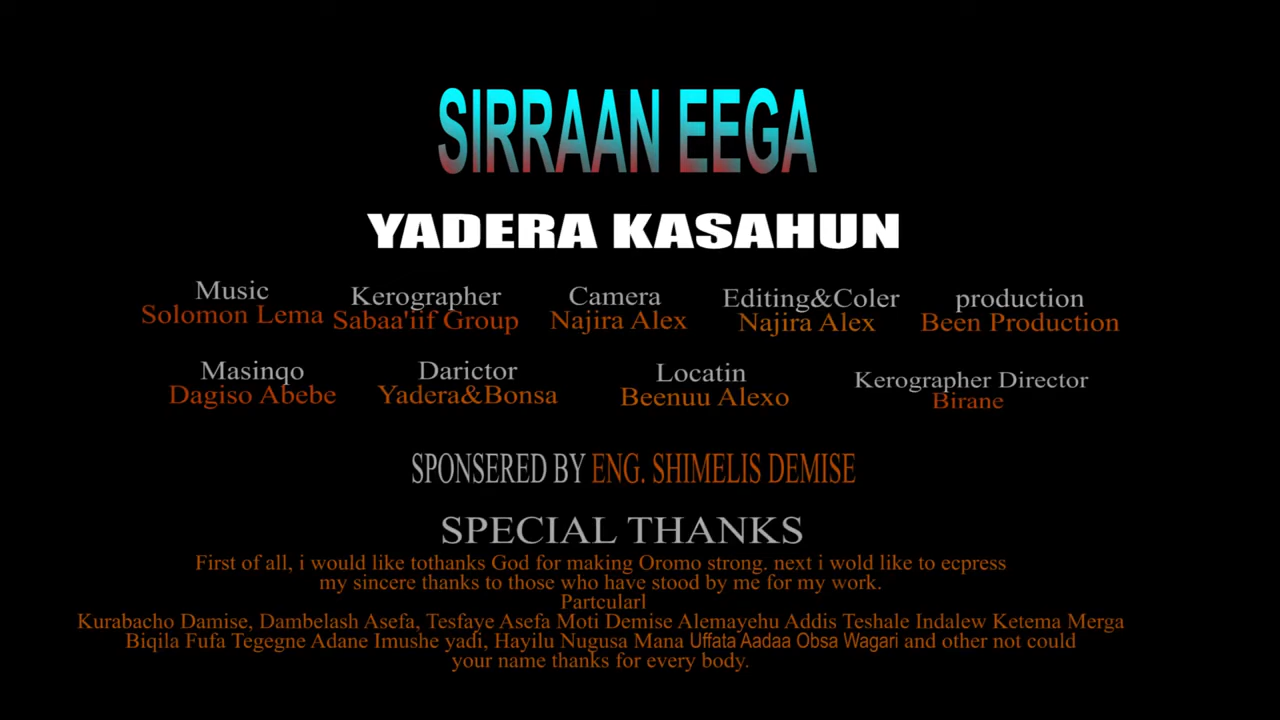 SIRRAAN EEGA
YADERA KASAHUN
Music
Solomon Lema
Kerographer
Sabaa'iif Group
Camera
Najira Alex
Editing&Coler
Najira Alex
production
Been Production
Masinqo
Dagiso Abebe
Darictor
Yadera&Bonsa
Locatin
Beenuu Alexo
Kerographer Director
Birane
SPONSERED BY ENG. SHIMELIS DEMISE
SPECIAL THANKS
First of all, i would like tothanks God for making Oromo strong. next i wold like to ecpress
my sincere thanks to those who have stood by me for my work.
Partcularl
Kurabacho Damise, Dambelash Asefa, Tesfaye Asefa Moti Demise Alemayehu Addis Teshale Indalew Ketema Merga
Biqila Fufa Tegegne Adane Imushe yadi, Hayilu Nugusa Mana Uffata Aadaa Obsa Wagari and other not could
your name thanks for every body.